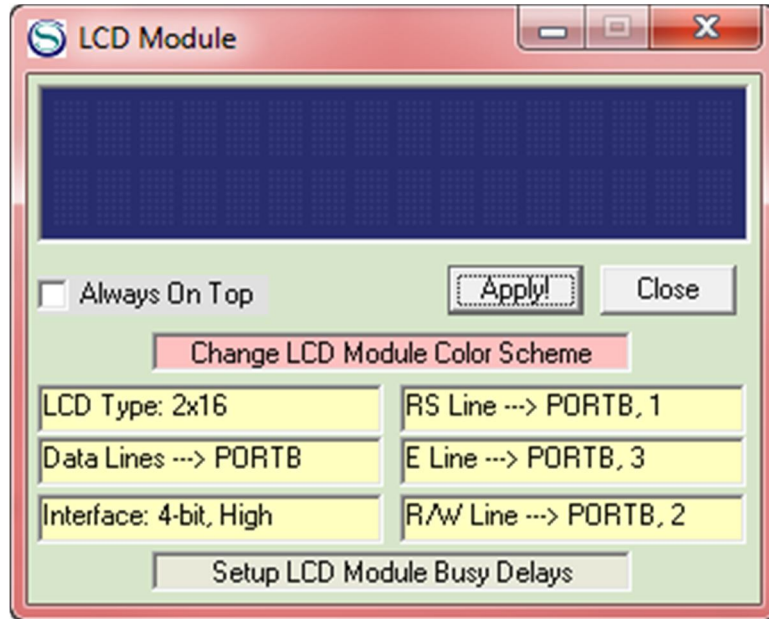 LCD Module
Always On Top
Apply!
Close
Change LCD Module Color Scheme
LCD Type: 2x16
RS Line ---> PORTB, 1
Data Lines ---> PORTB
E Line ---> PORTB, 3
Interface: 4-bit, High
R/W Line ---> PORTB, 2
Setup LCD Module Busy Delays